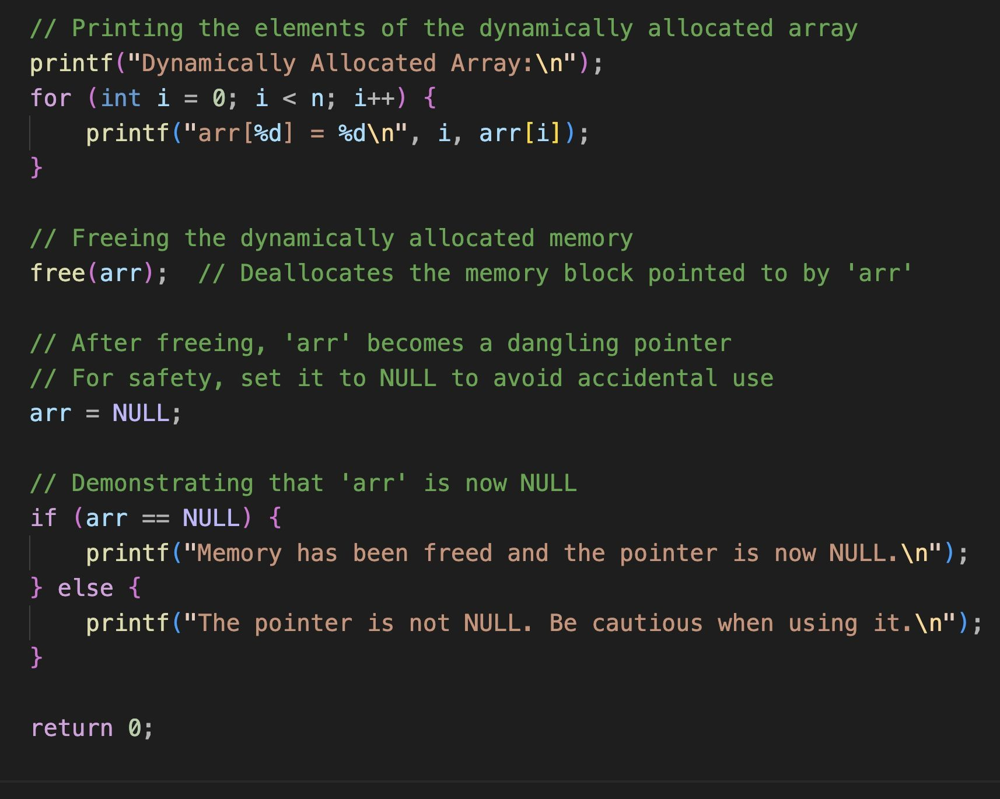 // Printing the elements of the dynamically allocated array
printf("Dynamically Allocated Array:\n");
for (int i = 0; i < n; i++) {
    printf("arr[%d] = %d\n", i, arr[i]);
}
// Freeing the dynamically allocated memory
free(arr);  // Deallocates the memory block pointed to by 'arr'
// After freeing, 'arr' becomes a dangling pointer
// For safety, set it to NULL to avoid accidental use
arr = NULL;
// Demonstrating that 'arr' is now NULL
if (arr == NULL) {
    printf("Memory has been freed and the pointer is now NULL.\n");
} else {
    printf("The pointer is not NULL. Be cautious when using it.\n");
}
return 0;